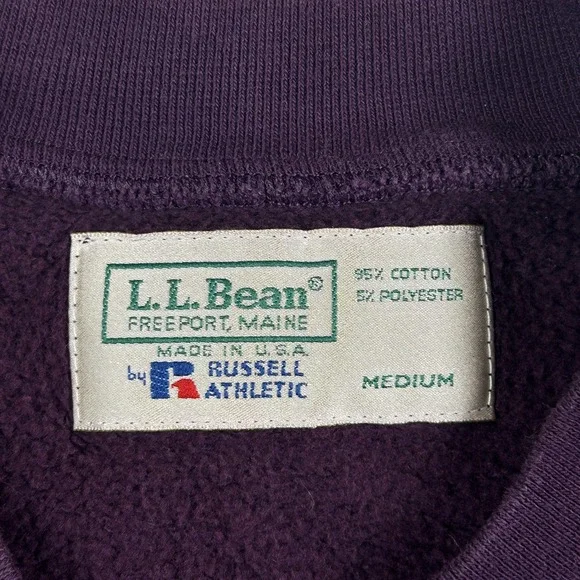 L.L.Bean®
FREEPORT, MAINE
MADE IN U.S.A.
by RUSSELL
ATHLETIC
95% COTTON
5% POLYESTER
MEDIUM